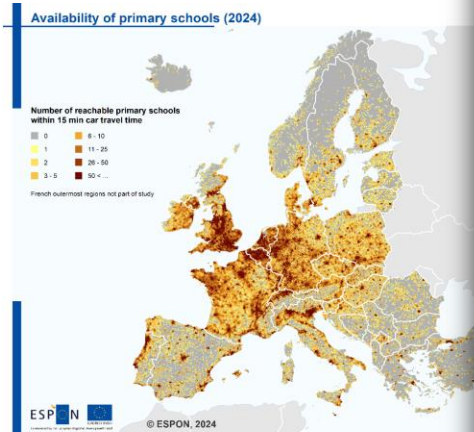 Availability of primary schools (2024)
Number of reachable primary schools
within 15 min car travel time
0
1
2
3 - 5
6 - 10
11 - 25
26 - 50
50 < ...
French outermost regions not part of study
ESPON
© ESPON, 2024